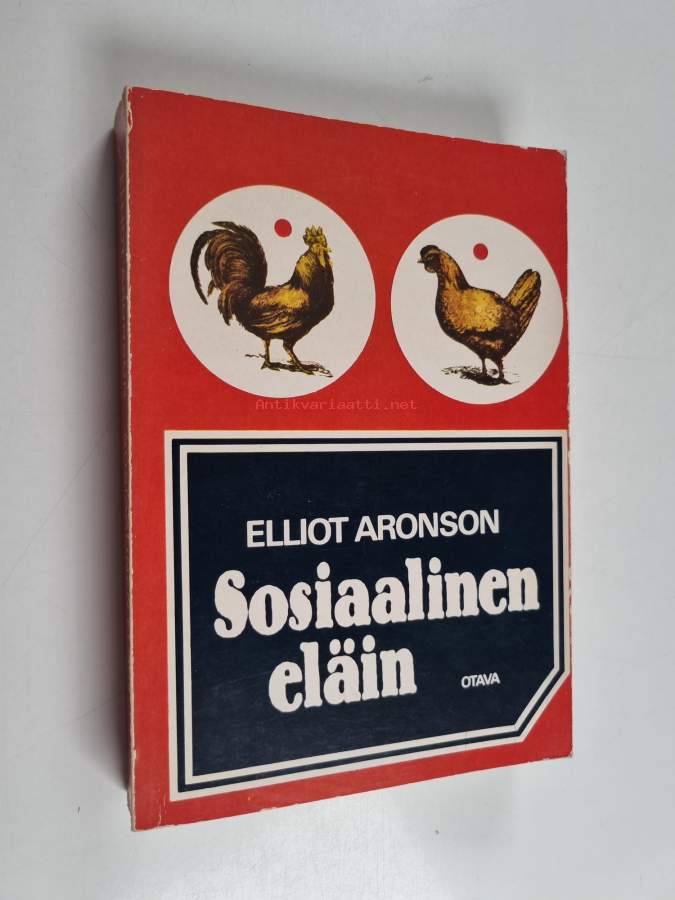 Antikvariaatti.net
ELLIOT ARONSON
Sosiaalinen
eläin
OTAVA